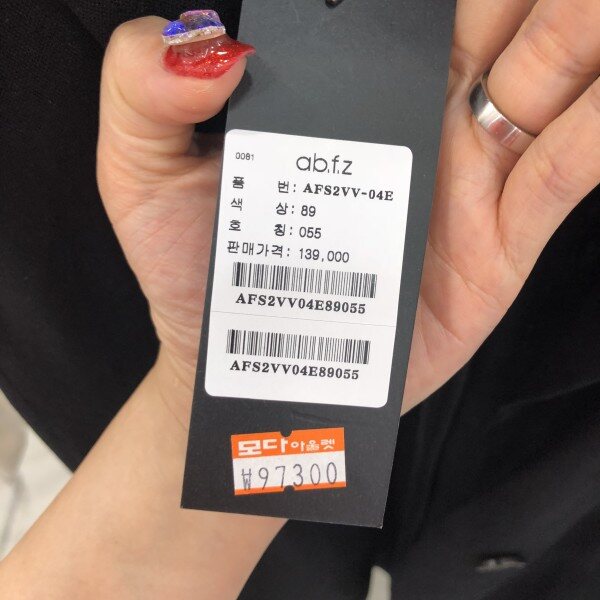 0081
ab.f.z
품 번: AFS2VV-04E
색 상: 89
호 칭: 055
판매가격: 139,000
AFS2VV04E89055
AFS2VV04E89055
모다아울렛
₩97300